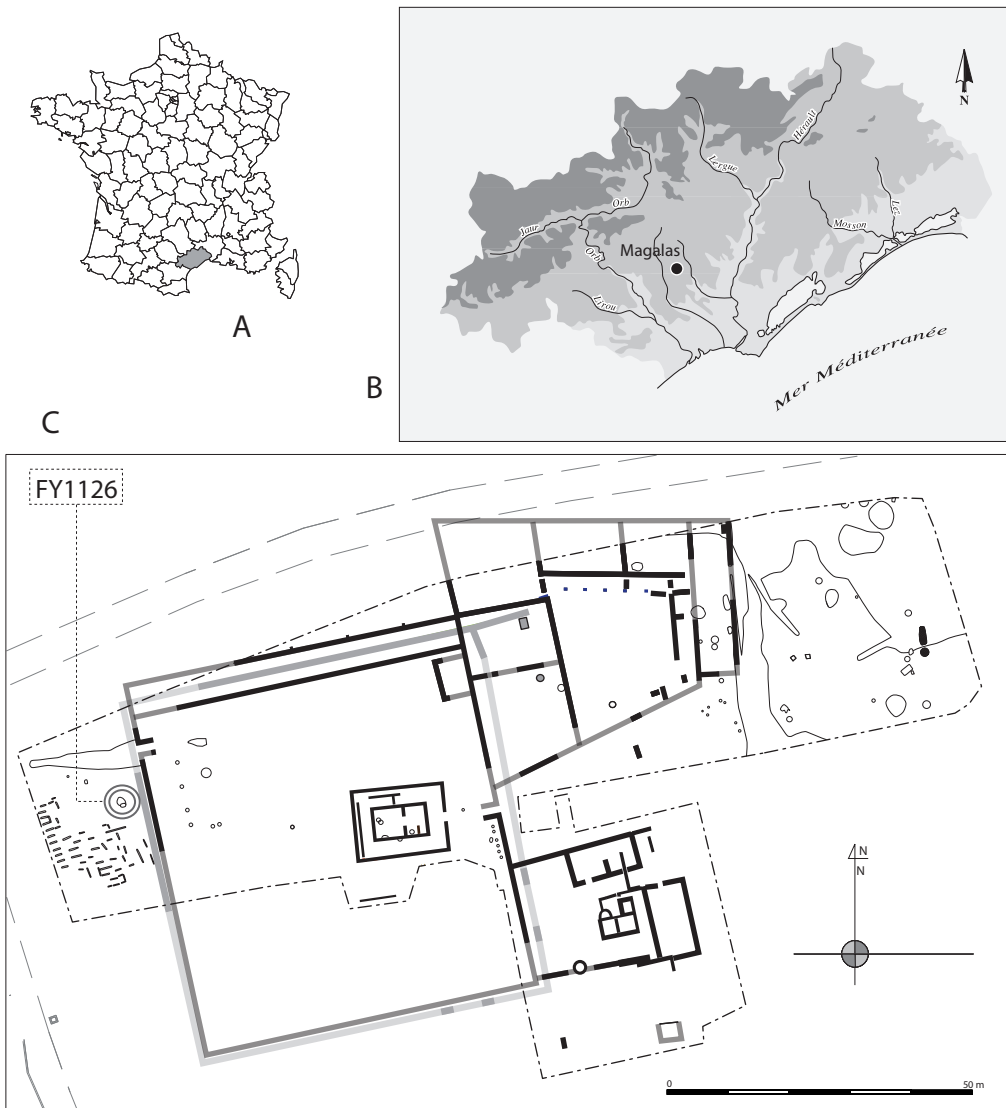 A
B
C
N
Hérault
Lergue
Orb
Jaur
Orb
Lirou
Magalas
Mosson
Lez
Mer Méditerranée
FY1126
N
N
0
50 m